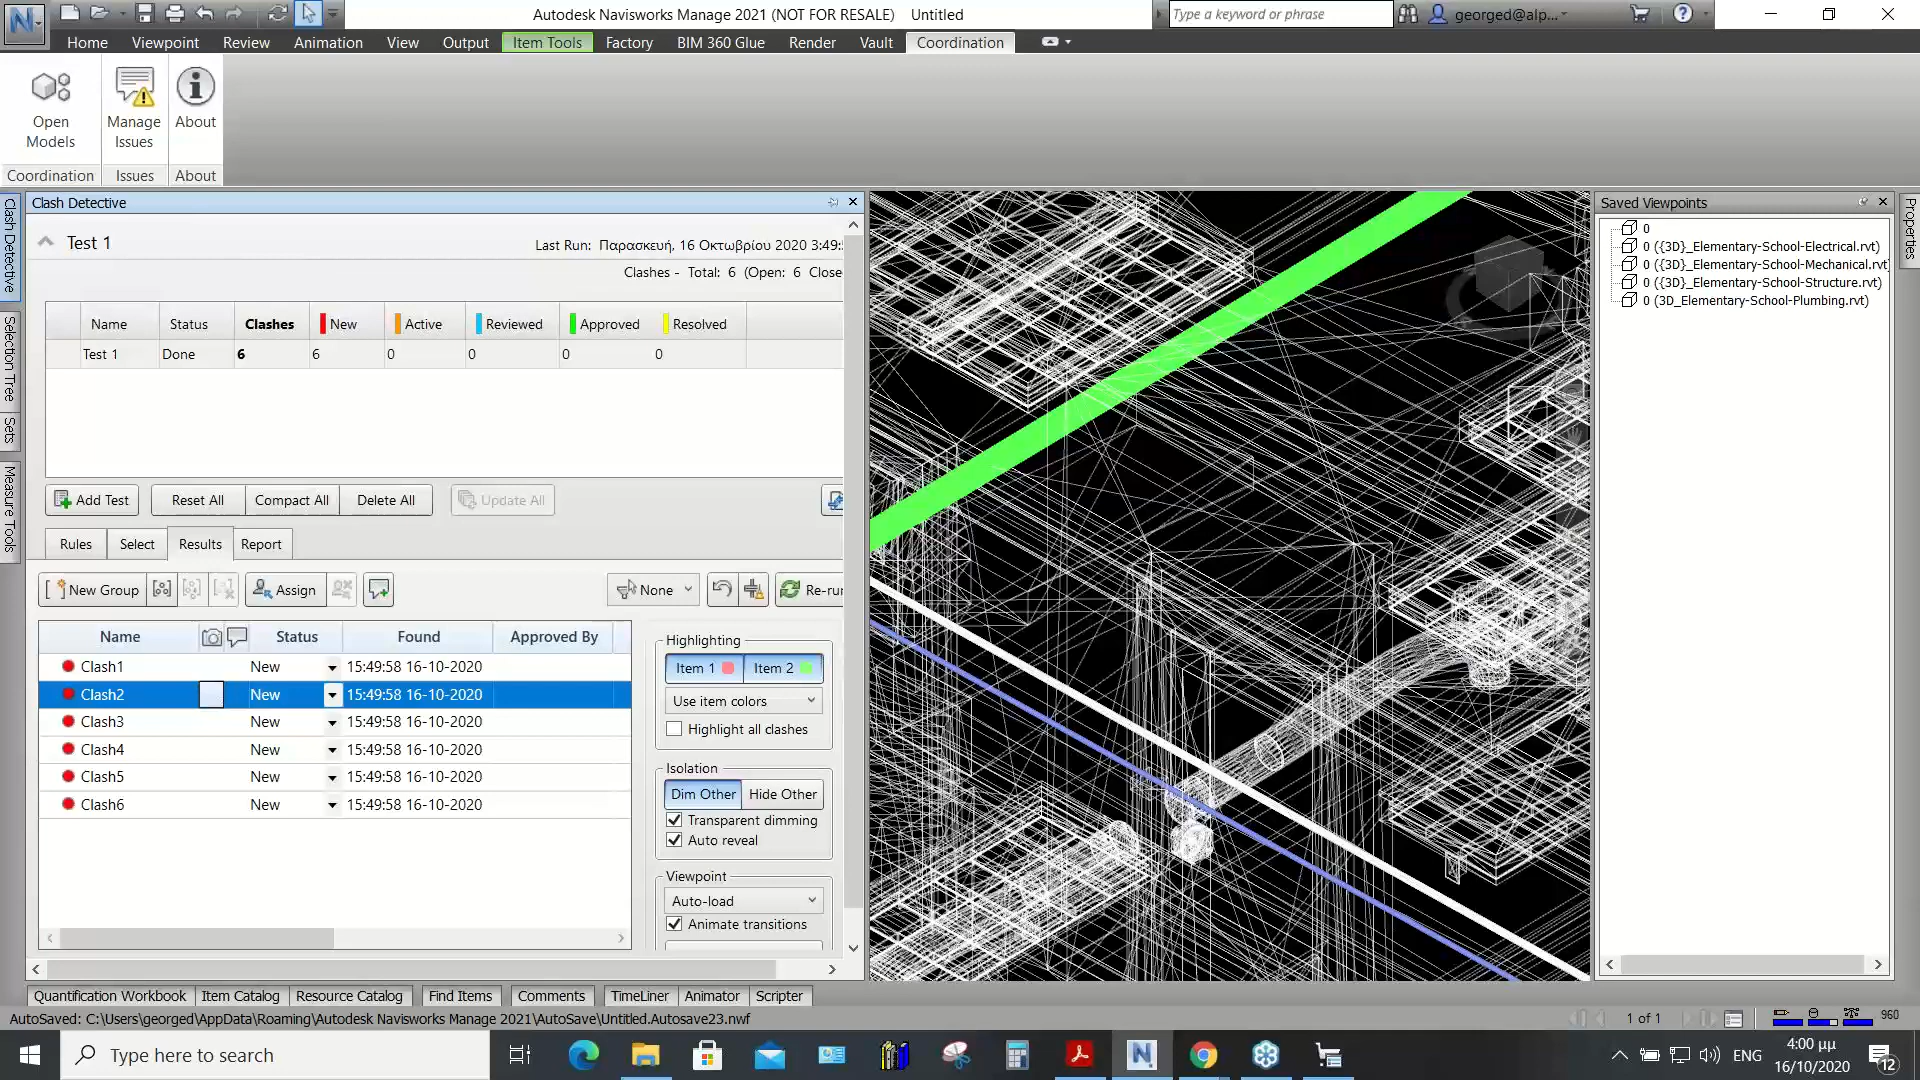 Autodesk Navisworks Manage 2021 (NOT FOR RESALE) Untitled
Type a keyword or phrase
georged@alp...
Home Viewpoint Review Animation View Output Item Tools Factory BIM 360 Glue Render Vault Coordination
Open Models
Manage Issues
About
Coordination Issues About
Clash Detective
Selection Tree
Sets
Measure Tools
Clash Detective
Test 1
Last Run: Παρασκευή, 16 Οκτωβρίου 2020 3:49:5
Clashes - Total: 6 (Open: 6 Close
Name Status Clashes New Active Reviewed Approved Resolved
Test 1 Done 6 6 0 0 0 0
Add Test Reset All Compact All Delete All Update All
Rules Select Results Report
New Group Assign None Re-run
Name Status Found Approved By
Clash1 New 15:49:58 16-10-2020
Clash2 New 15:49:58 16-10-2020
Clash3 New 15:49:58 16-10-2020
Clash4 New 15:49:58 16-10-2020
Clash5 New 15:49:58 16-10-2020
Clash6 New 15:49:58 16-10-2020
Highlighting
Item 1 Item 2
Use item colors
Highlight all clashes
Isolation
Dim Other Hide Other
Transparent dimming
Auto reveal
Viewpoint
Auto-load
Animate transitions
Saved Viewpoints
0
0 ({3D}_Elementary-School-Electrical.rvt)
0 ({3D}_Elementary-School-Mechanical.rvt)
0 ({3D}_Elementary-School-Structure.rvt)
0 (3D_Elementary-School-Plumbing.rvt)
Properties
Quantification Workbook Item Catalog Resource Catalog Find Items Comments TimeLiner Animator Scripter
AutoSaved: C:\Users\georged\AppData\Roaming\Autodesk Navisworks Manage 2021\AutoSave\Untitled.Autosave23.nwf
1 of 1
960
Type here to search
ENG
4:00 μμ
16/10/2020
12